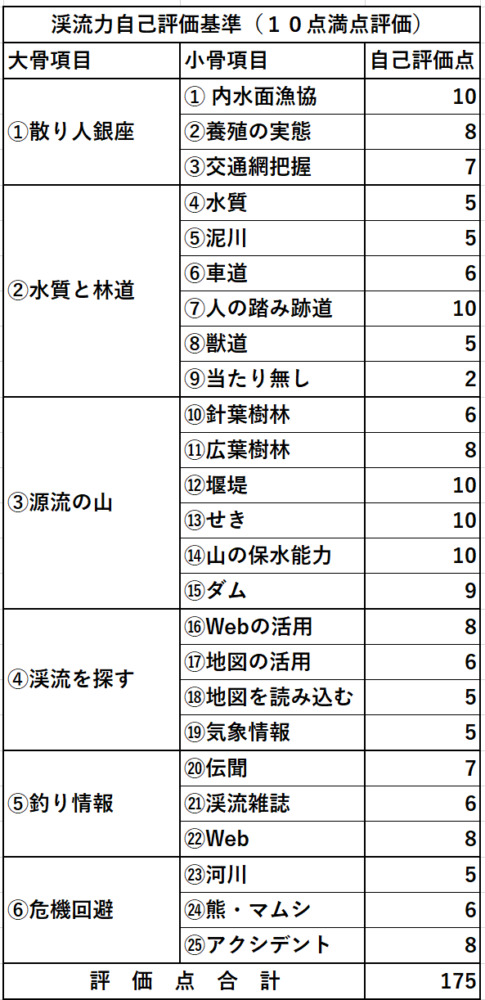 渓流力自己評価基準（１０点満点評価）
大骨項目 小骨項目 自己評価点
①散り人銀座
① 内水面漁協 10
②養殖の実態 8
③交通網把握 7
②水質と林道
④水質 5
⑤泥川 5
⑥車道 6
⑦人の踏み跡道 10
⑧獣道 5
⑨当たり無し 2
③源流の山
⑩針葉樹林 6
⑪広葉樹林 8
⑫堰堤 10
⑬せき 10
⑭山の保水能力 10
⑮ダム 9
④渓流を探す
⑯Webの活用 8
⑰地図の活用 6
⑱地図を読み込む 5
⑲気象情報 5
⑤釣り情報
⑳伝聞 7
㉑渓流雑誌 6
㉒Web 8
⑥危機回避
㉓河川 5
㉔熊・マムシ 6
㉕アクシデント 8
評　価　点　合　計 175